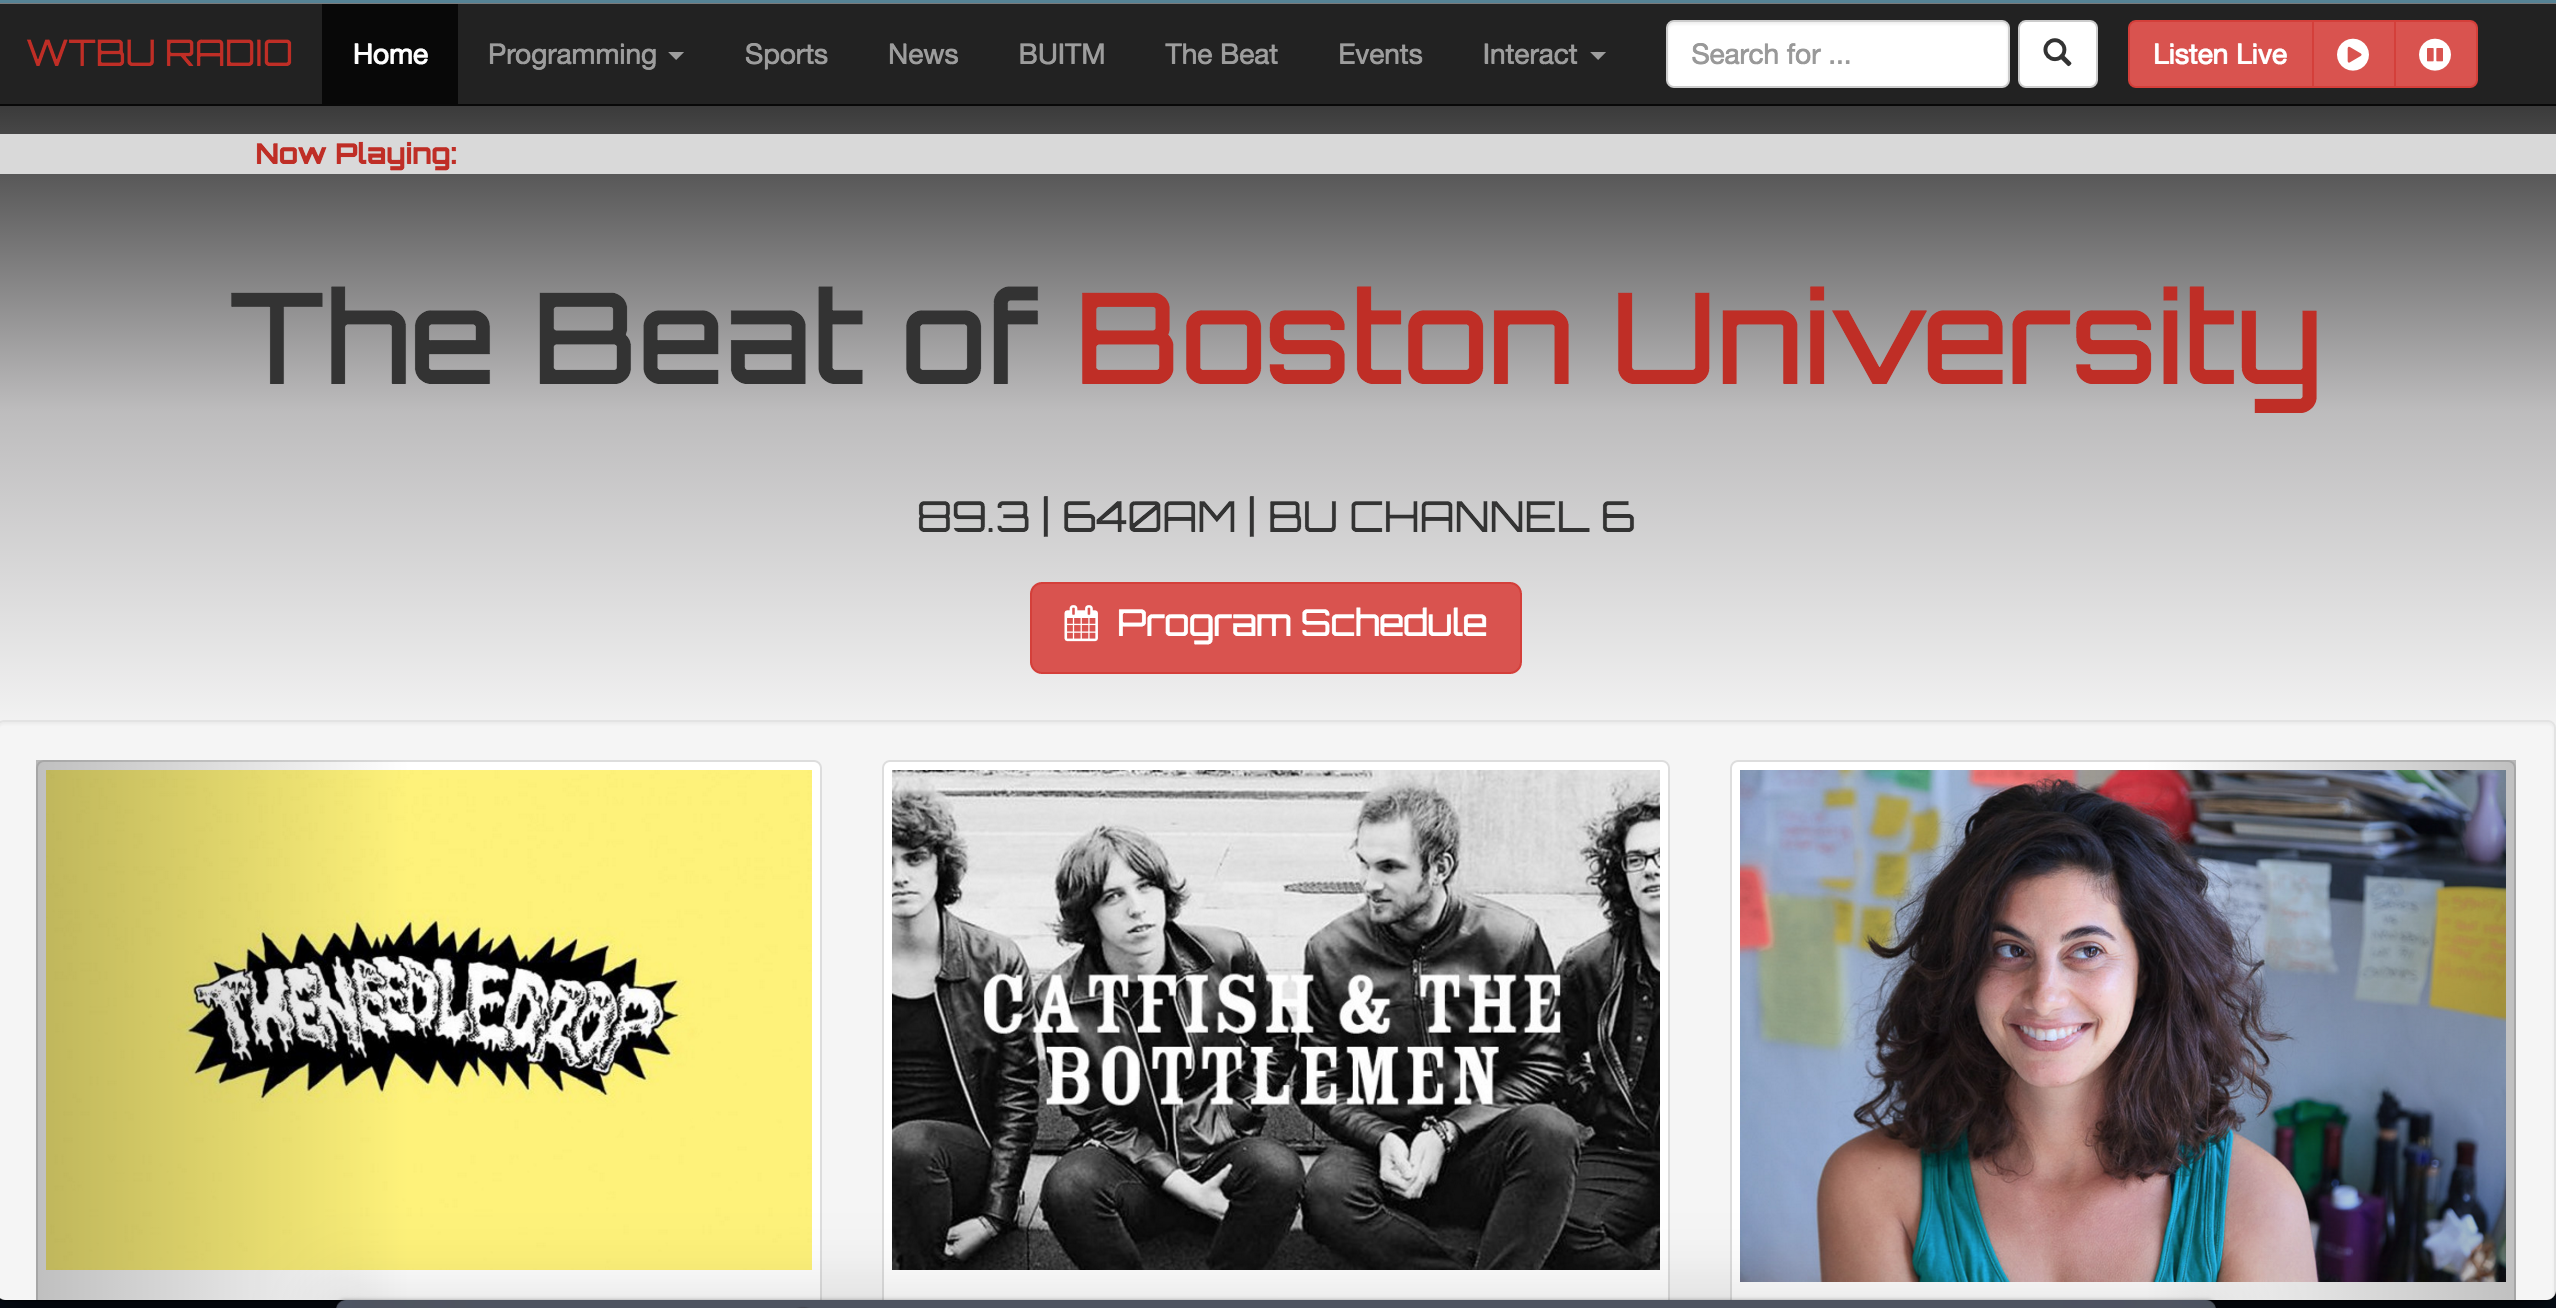 WTBU RADIO Home Programming Sports News BUITM The Beat Events Interact Search for ... Listen Live
Now Playing:
The Beat of Boston University
89.3 | 640AM | BU CHANNEL 6
Program Schedule
THENEEDLEDROP
CATFISH & THE
BOTTLEMEN